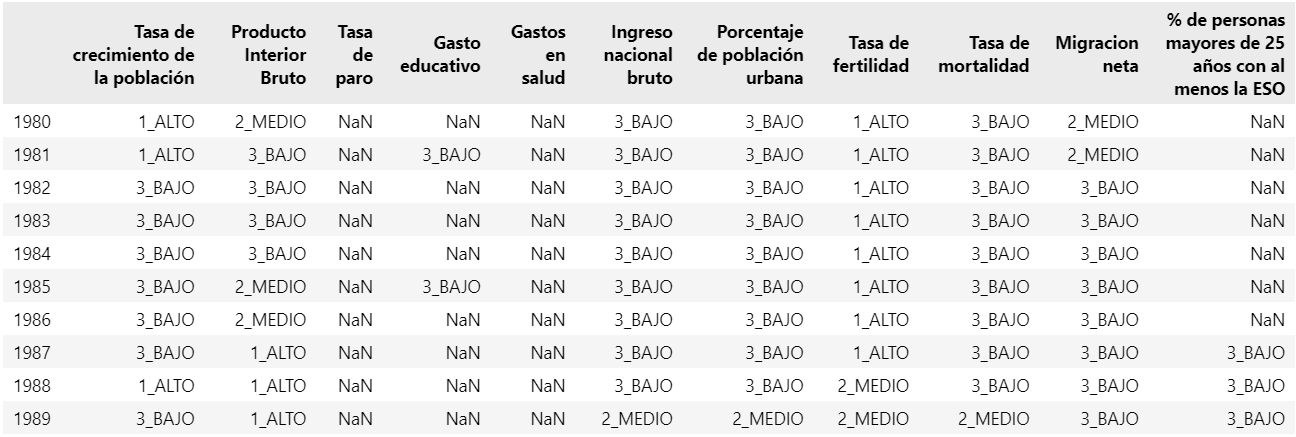 Tasa de crecimiento de la población Producto Interior Bruto Tasa de paro Gasto educativo Gastos en salud Ingreso nacional bruto Porcentaje de población urbana Tasa de fertilidad Tasa de mortalidad Migracion neta % de personas mayores de 25 años con al menos la ESO
1980 1_ALTO 2_MEDIO NaN NaN NaN 3_BAJO 3_BAJO 1_ALTO 3_BAJO 2_MEDIO NaN
1981 1_ALTO 3_BAJO NaN 3_BAJO NaN 3_BAJO 3_BAJO 1_ALTO 3_BAJO 2_MEDIO NaN
1982 3_BAJO 3_BAJO NaN NaN NaN 3_BAJO 3_BAJO 1_ALTO 3_BAJO 3_BAJO NaN
1983 3_BAJO 3_BAJO NaN NaN NaN 3_BAJO 3_BAJO 1_ALTO 3_BAJO 3_BAJO NaN
1984 3_BAJO 3_BAJO NaN NaN NaN 3_BAJO 3_BAJO 1_ALTO 3_BAJO 3_BAJO NaN
1985 3_BAJO 2_MEDIO NaN 3_BAJO NaN 3_BAJO 3_BAJO 1_ALTO 3_BAJO 3_BAJO NaN
1986 3_BAJO 2_MEDIO NaN NaN NaN 3_BAJO 3_BAJO 1_ALTO 3_BAJO 3_BAJO NaN
1987 3_BAJO 1_ALTO NaN NaN NaN 3_BAJO 3_BAJO 1_ALTO 3_BAJO 3_BAJO 3_BAJO
1988 1_ALTO 1_ALTO NaN NaN NaN 3_BAJO 3_BAJO 2_MEDIO 3_BAJO 3_BAJO 3_BAJO
1989 3_BAJO 1_ALTO NaN NaN NaN 2_MEDIO 2_MEDIO 2_MEDIO 2_MEDIO 3_BAJO 3_BAJO